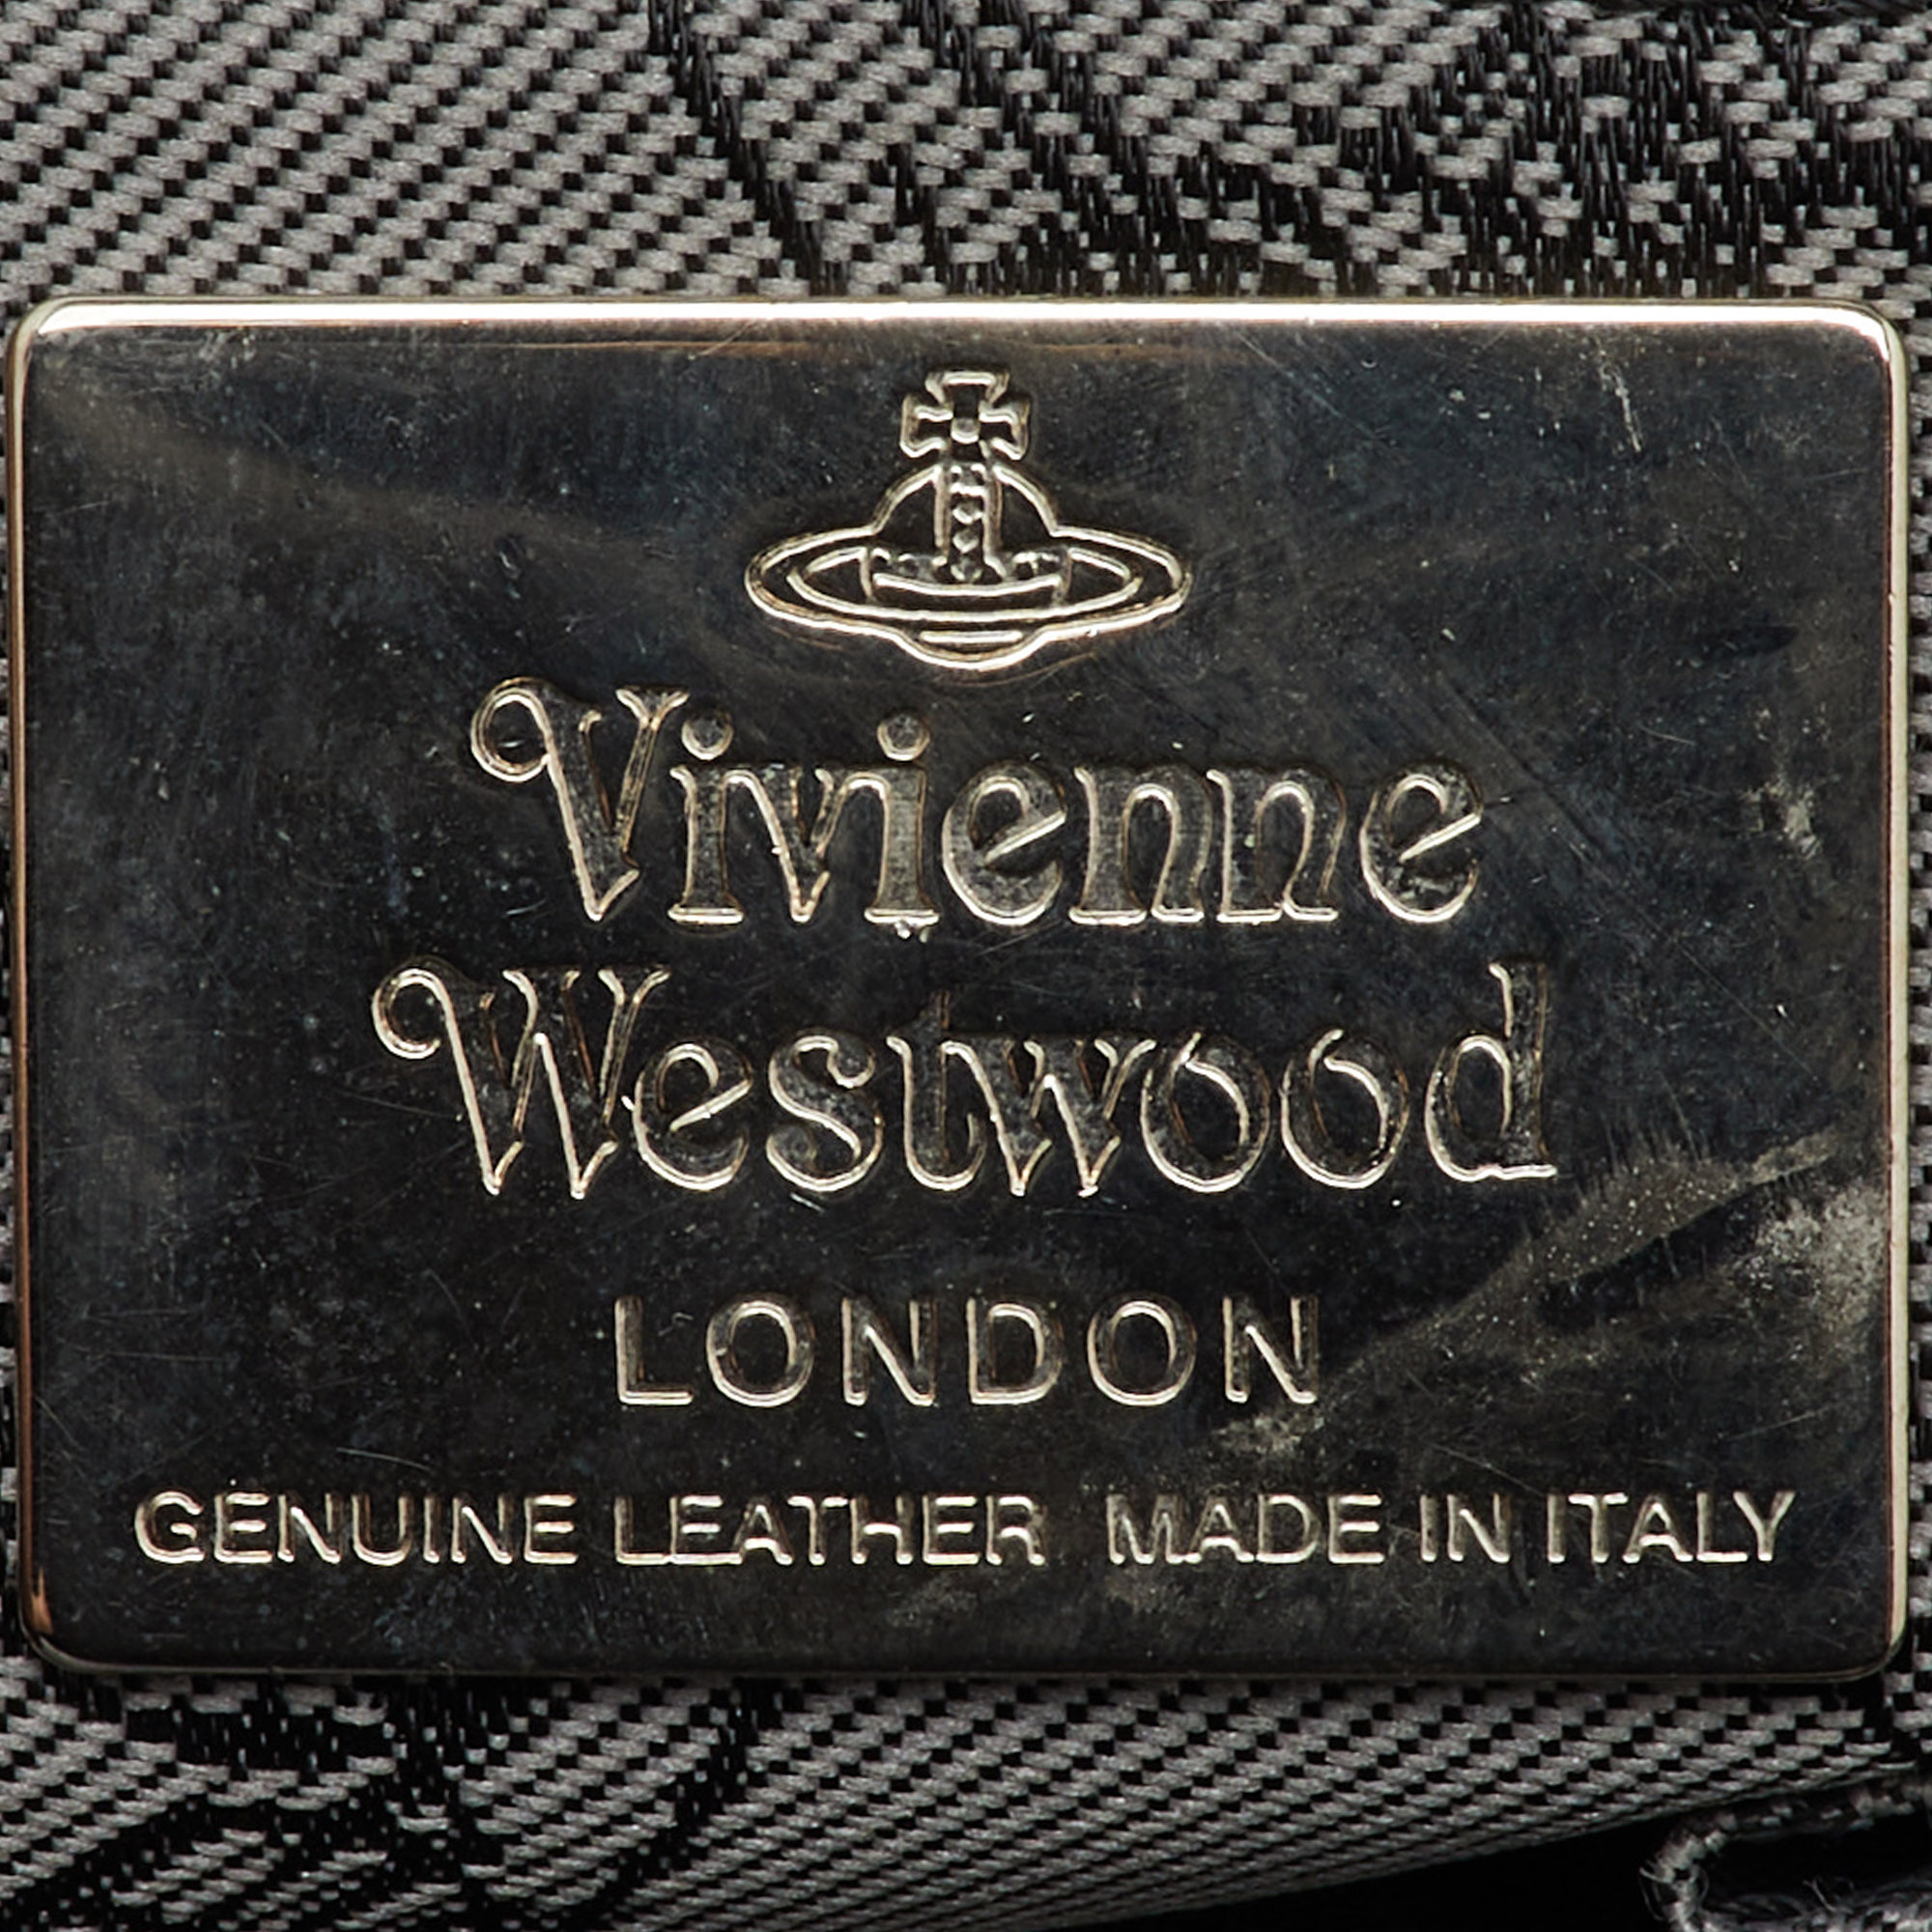 Vivienne
Westwood
LONDON
GENUINE LEATHER MADE IN ITALY